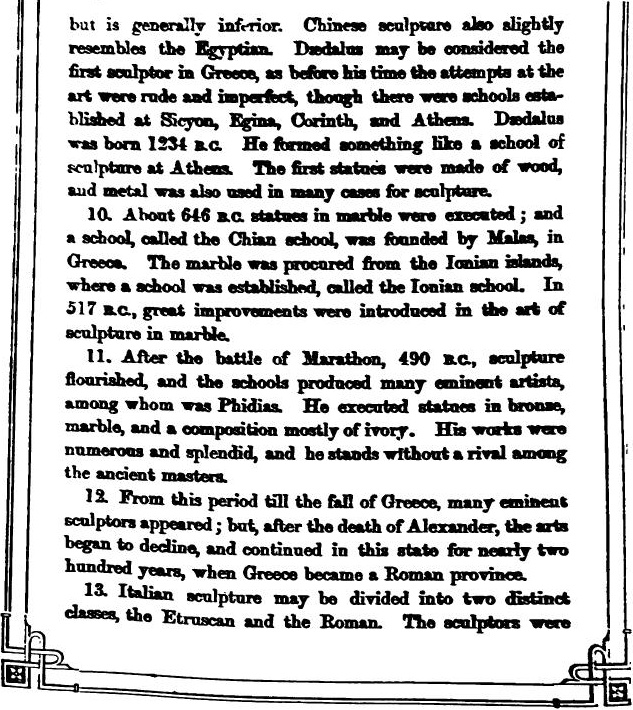 but is generally inferior. Chinese sculpture also slightly
resembles the Egyptian. Dædalus may be considered the
first sculptor in Greece, as before his time the attempts at the
art were rude and imperfect, though there were schools esta-
blished at Sicyon, Egina, Corinth, and Athens. Dædalus
was born 1234 B.C. He formed something like a school of
sculpture at Athens. The first statues were made of wood,
and metal was also used in many cases for sculpture.
10. About 646 B.C. statues in marble were executed; and
a school, called the Chian school, was founded by Malas, in
Greece. The marble was procured from the Ionian islands,
where a school was established, called the Ionian school. In
517 B.C., great improvements were introduced in the art of
sculpture in marble.
11. After the battle of Marathon, 490 B.C., sculpture
flourished, and the schools produced many eminent artists,
among whom was Phidias. He executed statues in bronze,
marble, and a composition mostly of ivory. His works were
numerous and splendid, and he stands without a rival among
the ancient masters.
12. From this period till the fall of Greece, many eminent
sculptors appeared; but, after the death of Alexander, the arts
began to decline, and continued in this state for nearly two
hundred years, when Greece became a Roman province.
13. Italian sculpture may be divided into two distinct
classes, the Etruscan and the Roman. The sculptors were